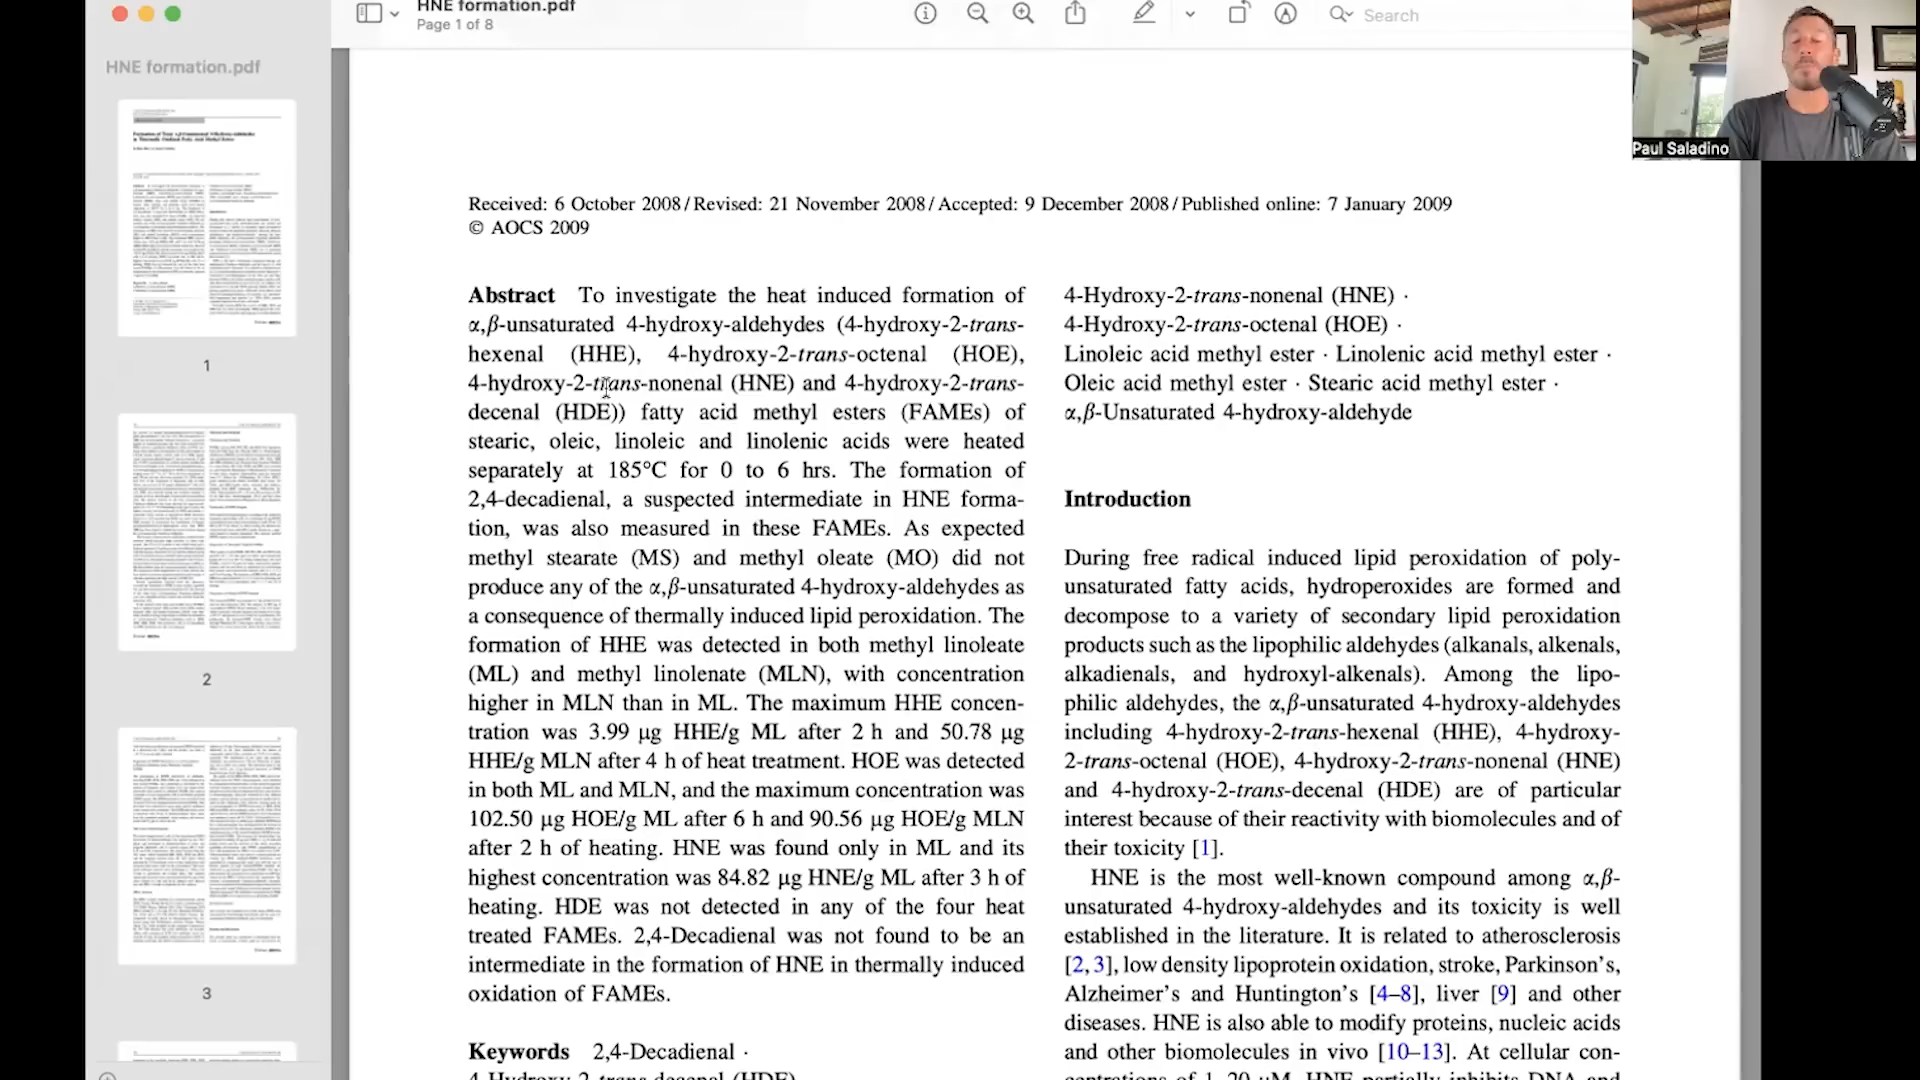 HNE formation.pdf
Page 1 of 8
Search
HNE formation.pdf
1
2
3
Paul Saladino
Received: 6 October 2008 / Revised: 21 November 2008 / Accepted: 9 December 2008 / Published online: 7 January 2009
© AOCS 2009
Abstract To investigate the heat induced formation of
α,β-unsaturated 4-hydroxy-aldehydes (4-hydroxy-2-trans-
hexenal (HHE), 4-hydroxy-2-trans-octenal (HOE),
4-hydroxy-2-trans-nonenal (HNE) and 4-hydroxy-2-trans-
decenal (HDE)) fatty acid methyl esters (FAMEs) of
stearic, oleic, linoleic and linolenic acids were heated
separately at 185°C for 0 to 6 hrs. The formation of
2,4-decadienal, a suspected intermediate in HNE forma-
tion, was also measured in these FAMEs. As expected
methyl stearate (MS) and methyl oleate (MO) did not
produce any of the α,β-unsaturated 4-hydroxy-aldehydes as
a consequence of thermally induced lipid peroxidation. The
formation of HHE was detected in both methyl linoleate
(ML) and methyl linolenate (MLN), with concentration
higher in MLN than in ML. The maximum HHE concen-
tration was 3.99 μg HHE/g ML after 2 h and 50.78 μg
HHE/g MLN after 4 h of heat treatment. HOE was detected
in both ML and MLN, and the maximum concentration was
102.50 μg HOE/g ML after 6 h and 90.56 μg HOE/g MLN
after 2 h of heating. HNE was found only in ML and its
highest concentration was 84.82 μg HNE/g ML after 3 h of
heating. HDE was not detected in any of the four heat
treated FAMEs. 2,4-Decadienal was not found to be an
intermediate in the formation of HNE in thermally induced
oxidation of FAMEs.
Keywords 2,4-Decadienal ·
4-Hydroxy-2-trans-decenal (HDE)
4-Hydroxy-2-trans-nonenal (HNE) ·
4-Hydroxy-2-trans-octenal (HOE) ·
Linoleic acid methyl ester · Linolenic acid methyl ester ·
Oleic acid methyl ester · Stearic acid methyl ester ·
α,β-Unsaturated 4-hydroxy-aldehyde
Introduction
During free radical induced lipid peroxidation of poly-
unsaturated fatty acids, hydroperoxides are formed and
decompose to a variety of secondary lipid peroxidation
products such as the lipophilic aldehydes (alkanals, alkenals,
alkadienals, and hydroxyl-alkenals). Among the lipo-
philic aldehydes, the α,β-unsaturated 4-hydroxy-aldehydes
including 4-hydroxy-2-trans-hexenal (HHE), 4-hydroxy-
2-trans-octenal (HOE), 4-hydroxy-2-trans-nonenal (HNE)
and 4-hydroxy-2-trans-decenal (HDE) are of particular
interest because of their reactivity with biomolecules and of
their toxicity [1].
HNE is the most well-known compound among α,β-
unsaturated 4-hydroxy-aldehydes and its toxicity is well
established in the literature. It is related to atherosclerosis
[2, 3], low density lipoprotein oxidation, stroke, Parkinson's,
Alzheimer's and Huntington's [4–8], liver [9] and other
diseases. HNE is also able to modify proteins, nucleic acids
and other biomolecules in vivo [10–13]. At cellular con-
centrations of 1–20 μM, HNE partially inhibits DNA and